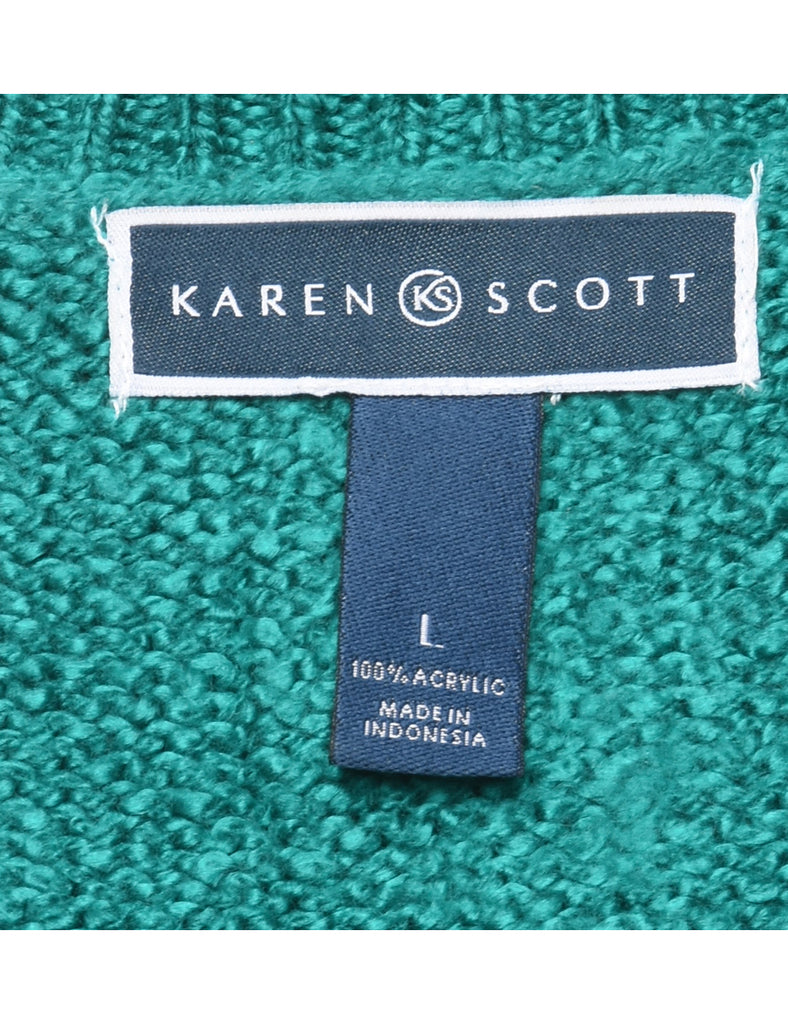 KAREN KS SCOTT
L
100% ACRYLIC
MADE IN
INDONESIA